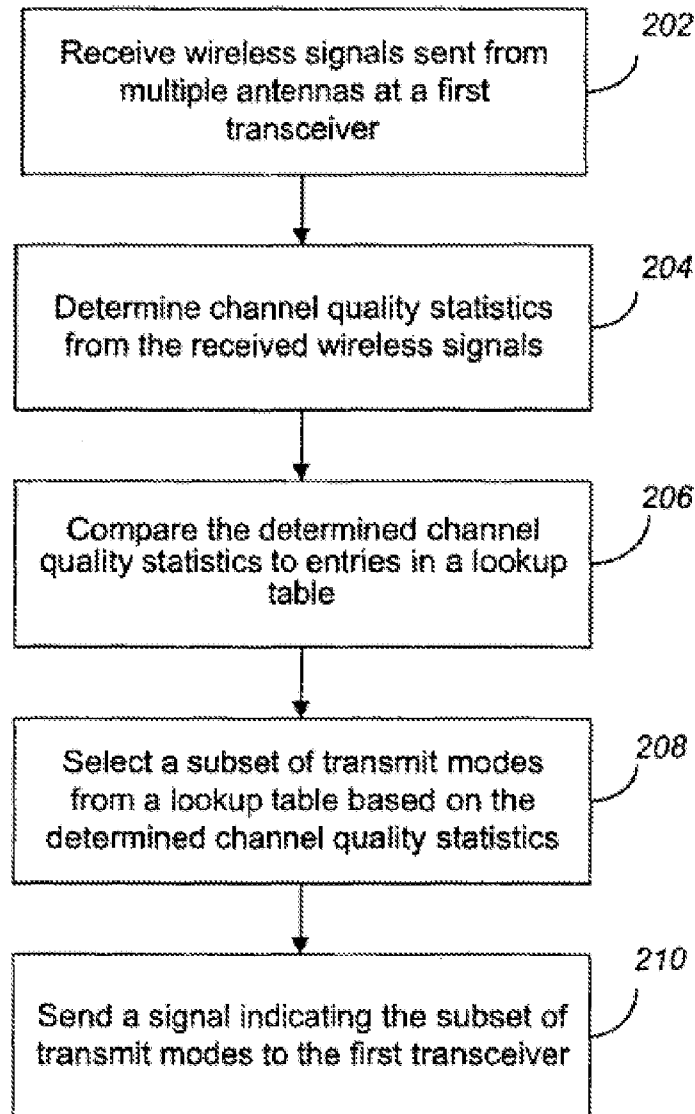 Receive wireless signals sent from
multiple antennas at a first
transceiver
202
Determine channel quality statistics
from the received wireless signals
204
Compare the determined channel
quality statistics to entries in a lookup
table
206
Select a subset of transmit modes
from a lookup table based on the
determined channel quality statistics
208
Send a signal indicating the subset of
transmit modes to the first transceiver
210